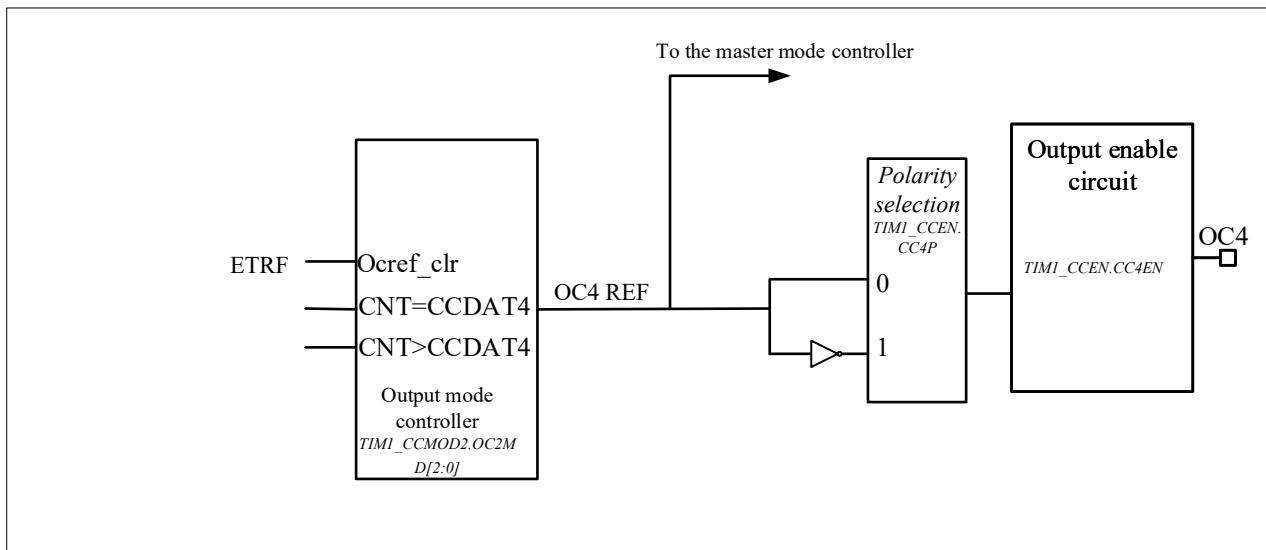 To the master mode controller
Output enable
circuit
Polarity
selection
TIM1_CCEN.
CC4P
OC4
ETRF
Ocref_clr
TIM1_CCEN.CC4EN
0
CNT=CCDAT4
OC4 REF
CNT>CCDAT4
1
Output mode
controller
TIM1_CCMOD2.OC2M
D[2:0]